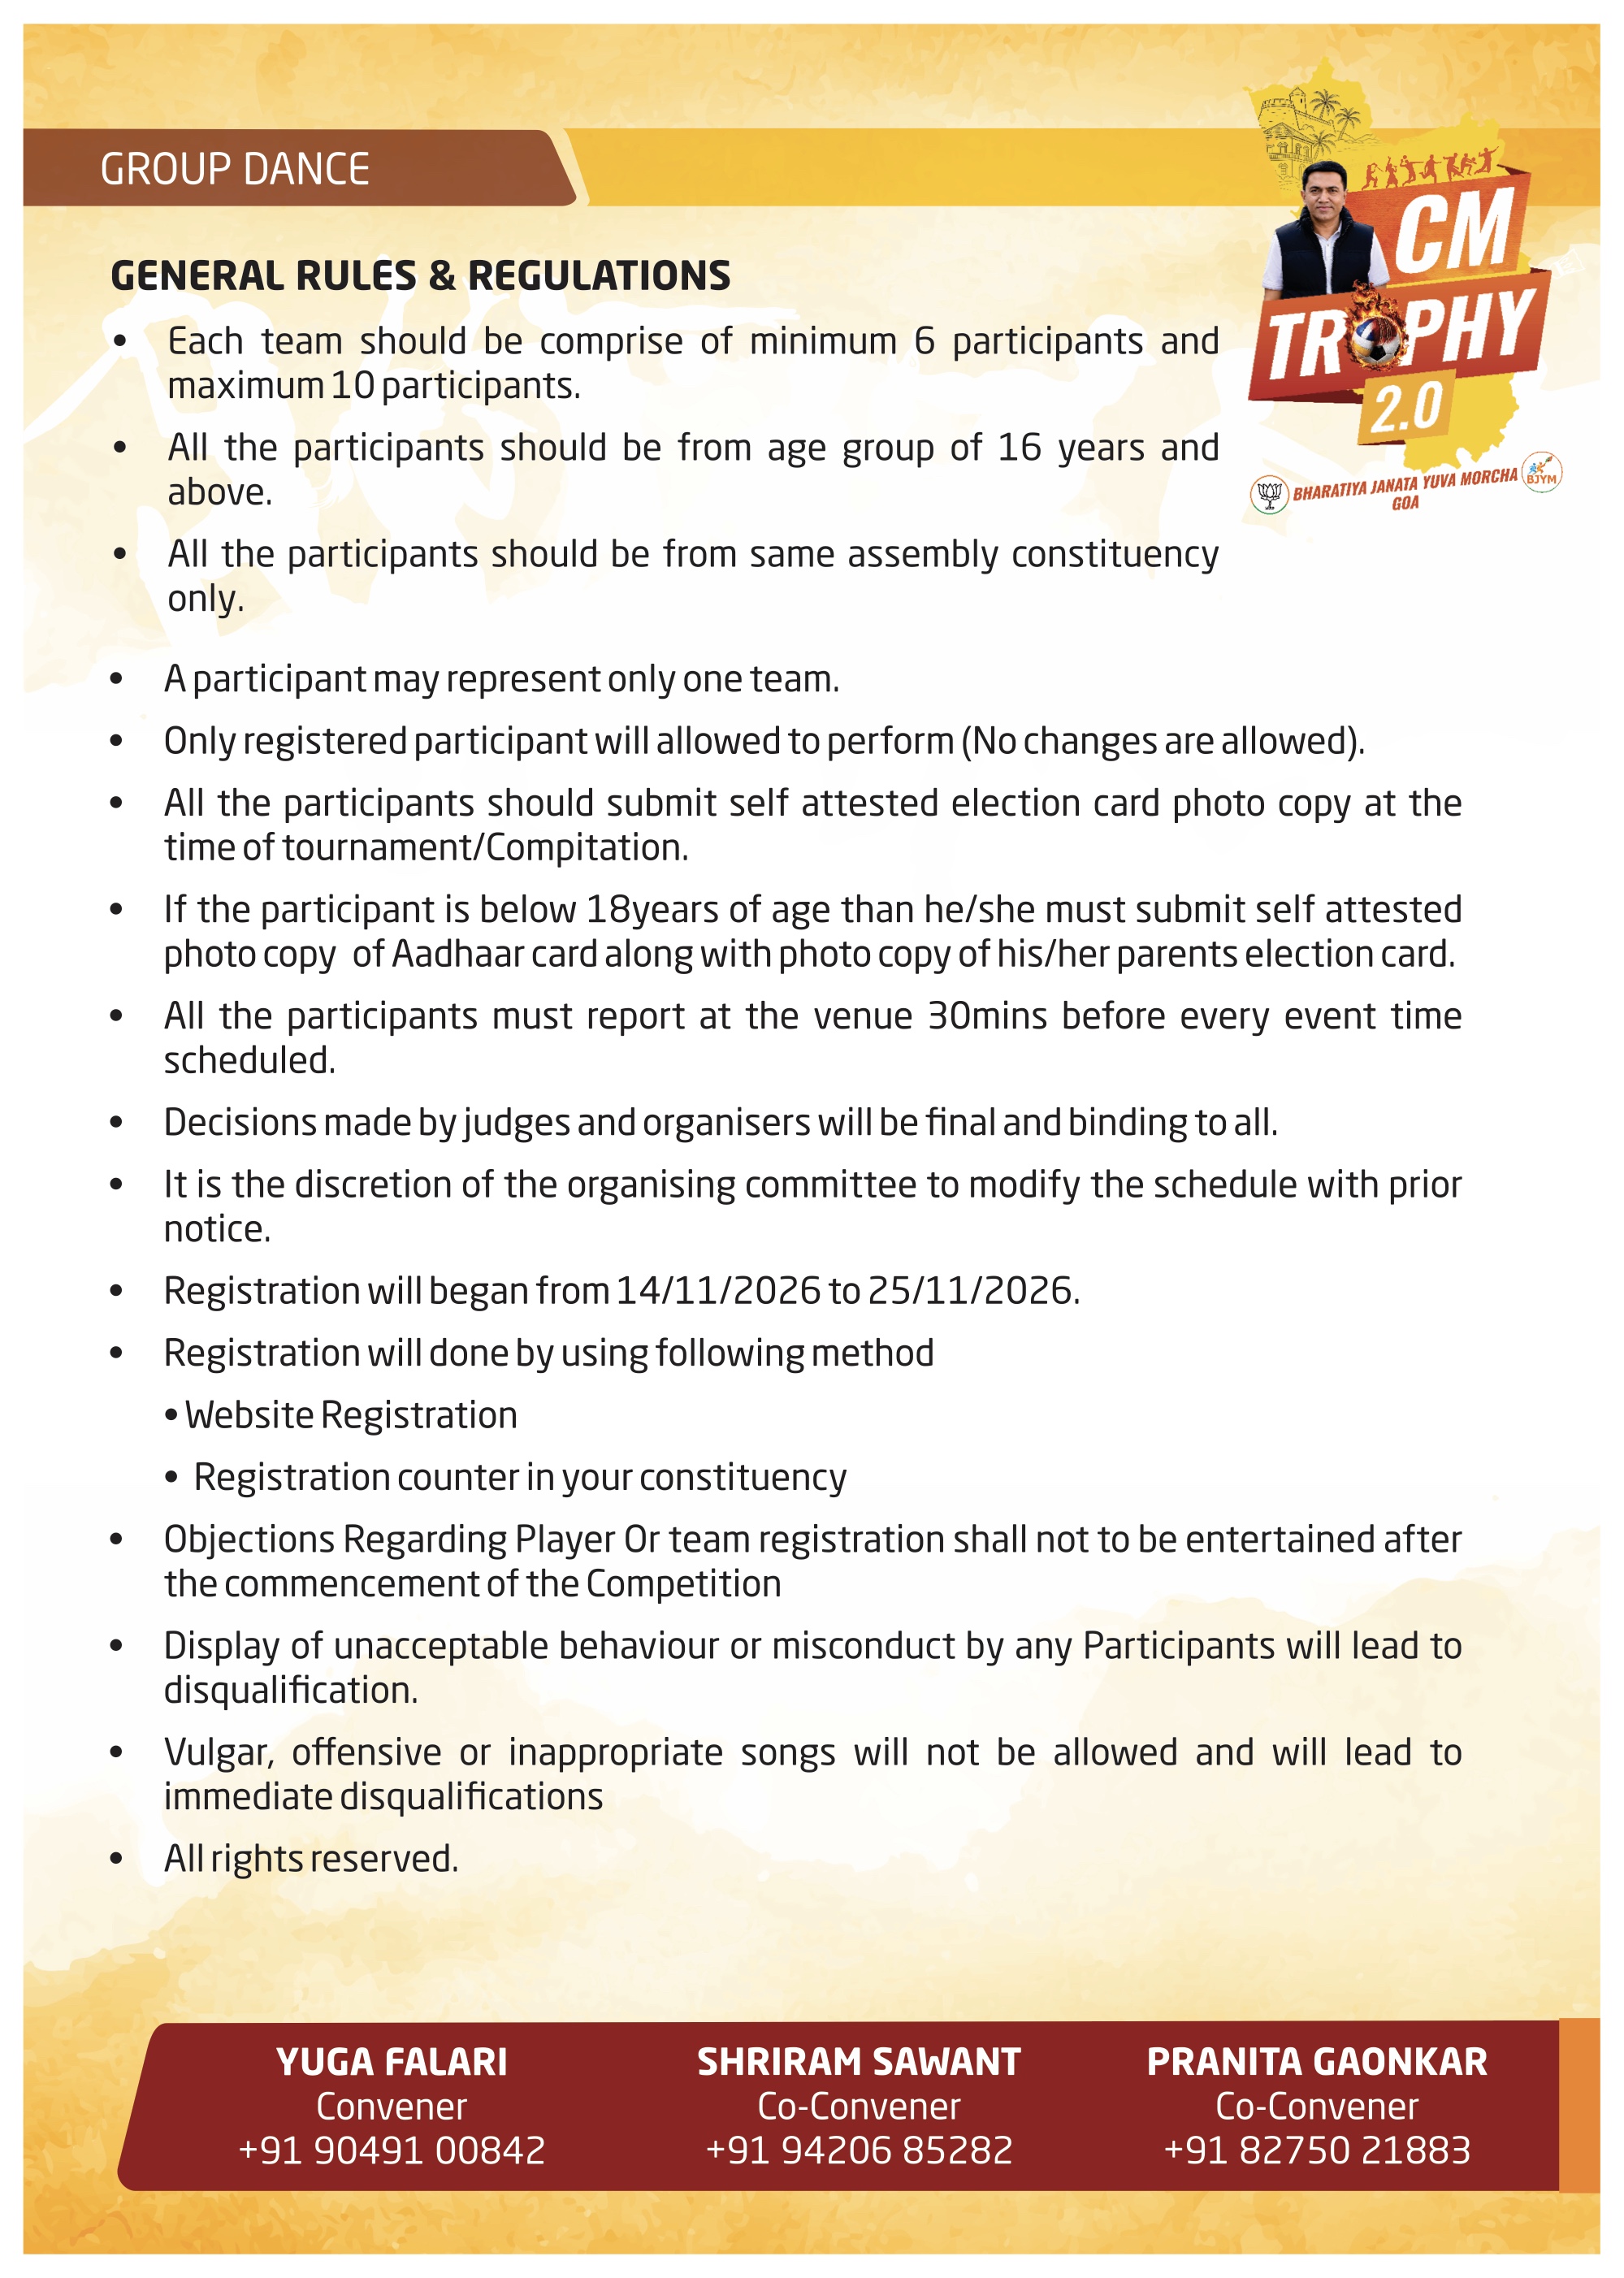 GROUP DANCE
CM
TROPHY
2.0
BHARATIYA JANATA YUVA MORCHA
GOA
BJYM
GENERAL RULES & REGULATIONS
• Each team should be comprise of minimum 6 participants and
maximum 10 participants.
• All the participants should be from age group of 16 years and
above.
• All the participants should be from same assembly constituency
only.
• A participant may represent only one team.
• Only registered participant will allowed to perform (No changes are allowed).
• All the participants should submit self attested election card photo copy at the
time of tournament/Compitation.
• If the participant is below 18years of age than he/she must submit self attested
photo copy of Aadhaar card along with photo copy of his/her parents election card.
• All the participants must report at the venue 30mins before every event time
scheduled.
• Decisions made by judges and organisers will be final and binding to all.
• It is the discretion of the organising committee to modify the schedule with prior
notice.
• Registration will began from 14/11/2026 to 25/11/2026.
• Registration will done by using following method
• Website Registration
• Registration counter in your constituency
• Objections Regarding Player Or team registration shall not to be entertained after
the commencement of the Competition
• Display of unacceptable behaviour or misconduct by any Participants will lead to
disqualification.
• Vulgar, offensive or inappropriate songs will not be allowed and will lead to
immediate disqualifications
• All rights reserved.
YUGA FALARI
Convener
+91 90491 00842
SHRIRAM SAWANT
Co-Convener
+91 94206 85282
PRANITA GAONKAR
Co-Convener
+91 82750 21883